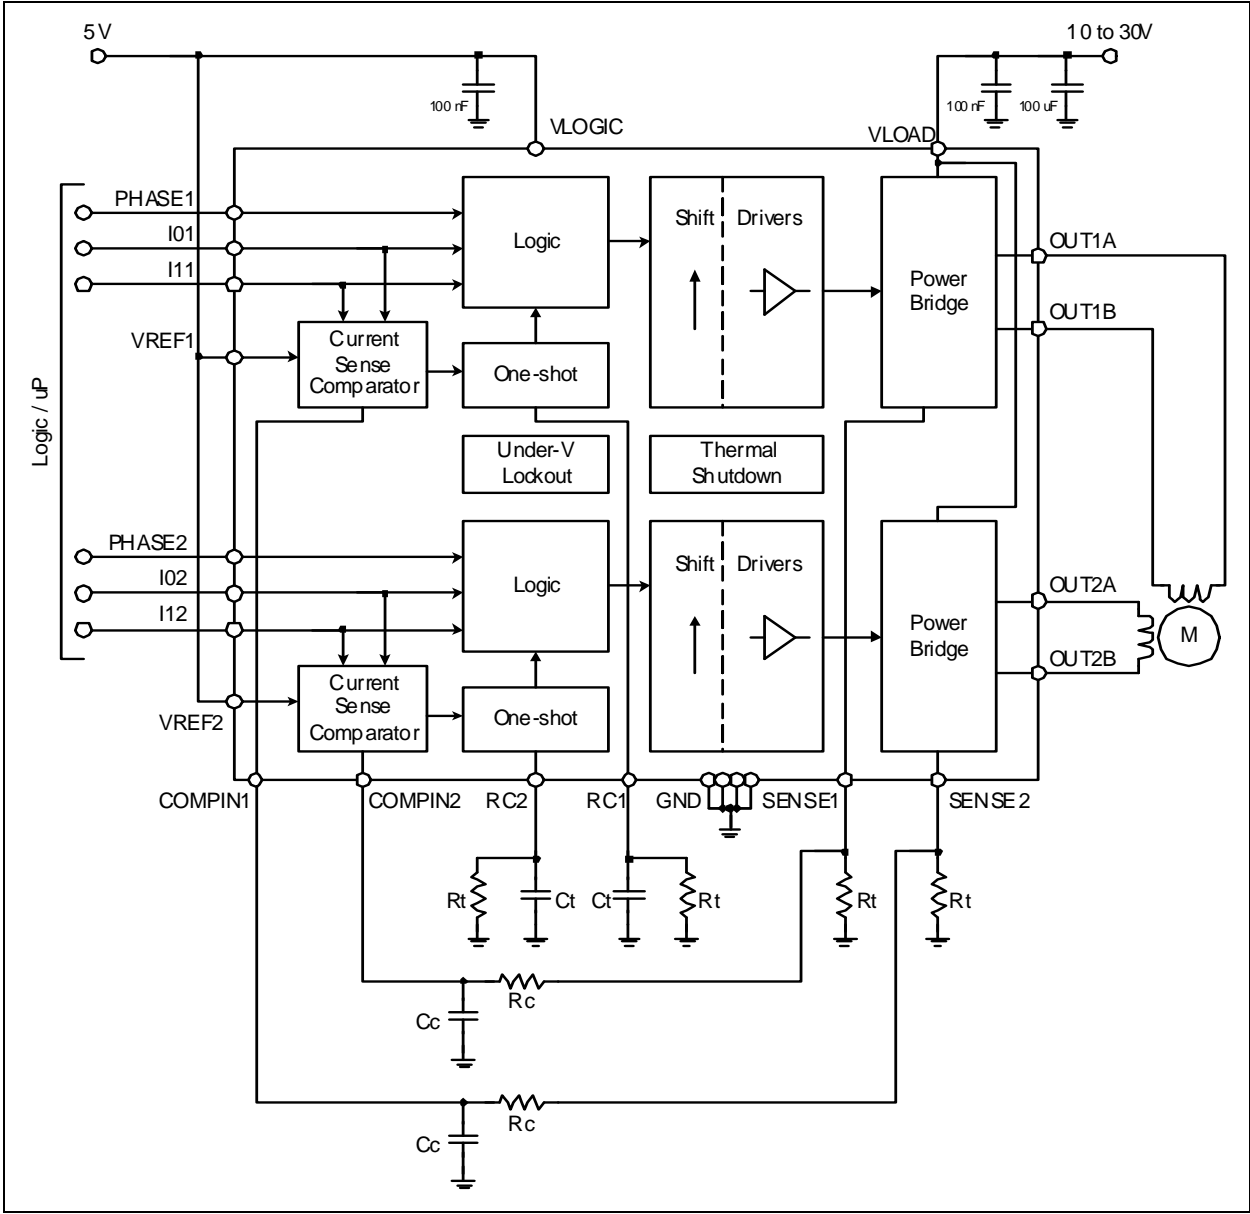 5V
10 to 30V
100 nF
100 nF
100 uF
VLOGIC
VLOAD
PHASE1
I01
I11
VREF1
Logic
Shift
Drivers
Power
Bridge
OUT1A
OUT1B
Current
Sense
Comparator
One-shot
Logic / uP
Under-V
Lockout
Thermal
Shutdown
PHASE2
I02
I12
VREF2
Logic
Shift
Drivers
Power
Bridge
OUT2A
OUT2B
M
Current
Sense
Comparator
One-shot
COMPIN1
COMPIN2
RC2
RC1
GND
SENSE1
SENSE2
Rt
Ct
Ct
Rt
Rt
Rt
Rc
Cc
Rc
Cc